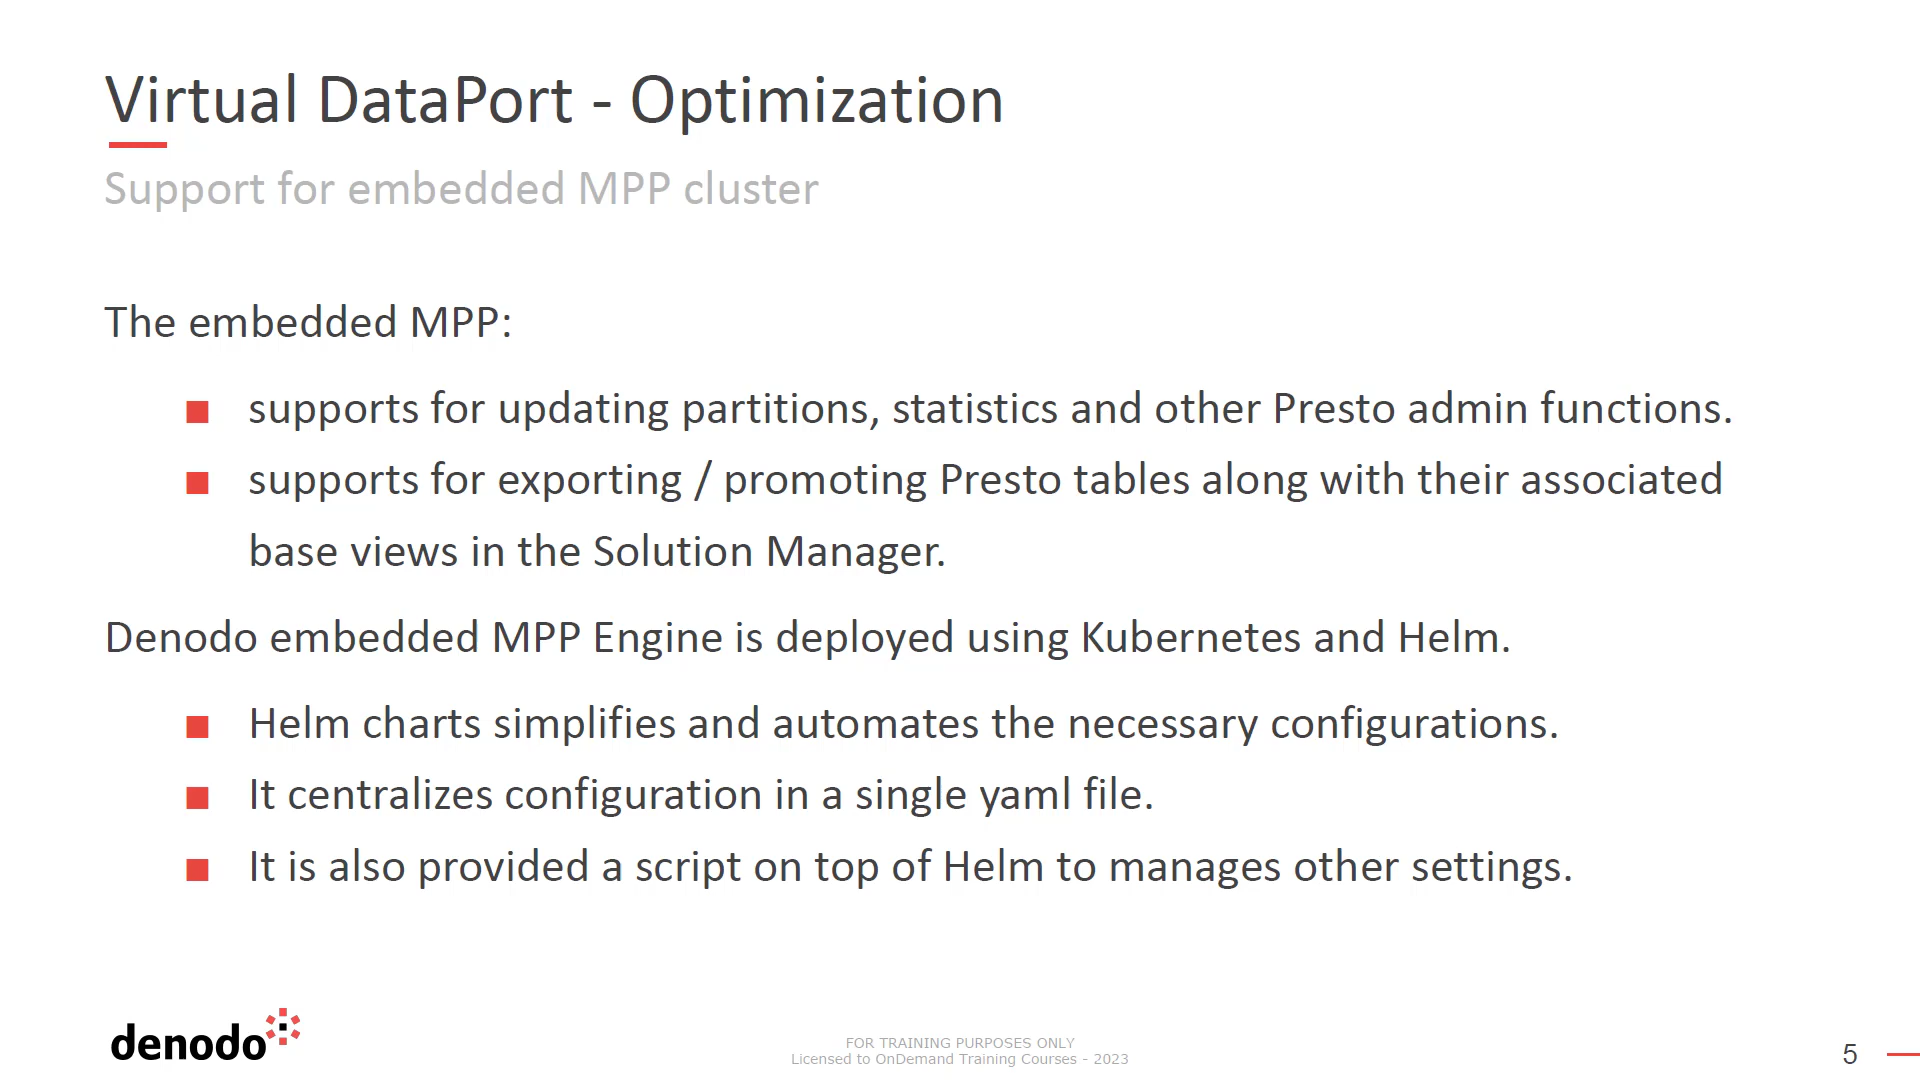 Virtual DataPort - Optimization
Support for embedded MPP cluster
The embedded MPP:
supports for updating partitions, statistics and other Presto admin functions.
supports for exporting / promoting Presto tables along with their associated
base views in the Solution Manager.
Denodo embedded MPP Engine is deployed using Kubernetes and Helm.
Helm charts simplifies and automates the necessary configurations.
It centralizes configuration in a single yaml file.
It is also provided a script on top of Helm to manages other settings.
denodo
FOR TRAINING PURPOSES ONLY
Licensed to OnDemand Training Courses - 2023
5